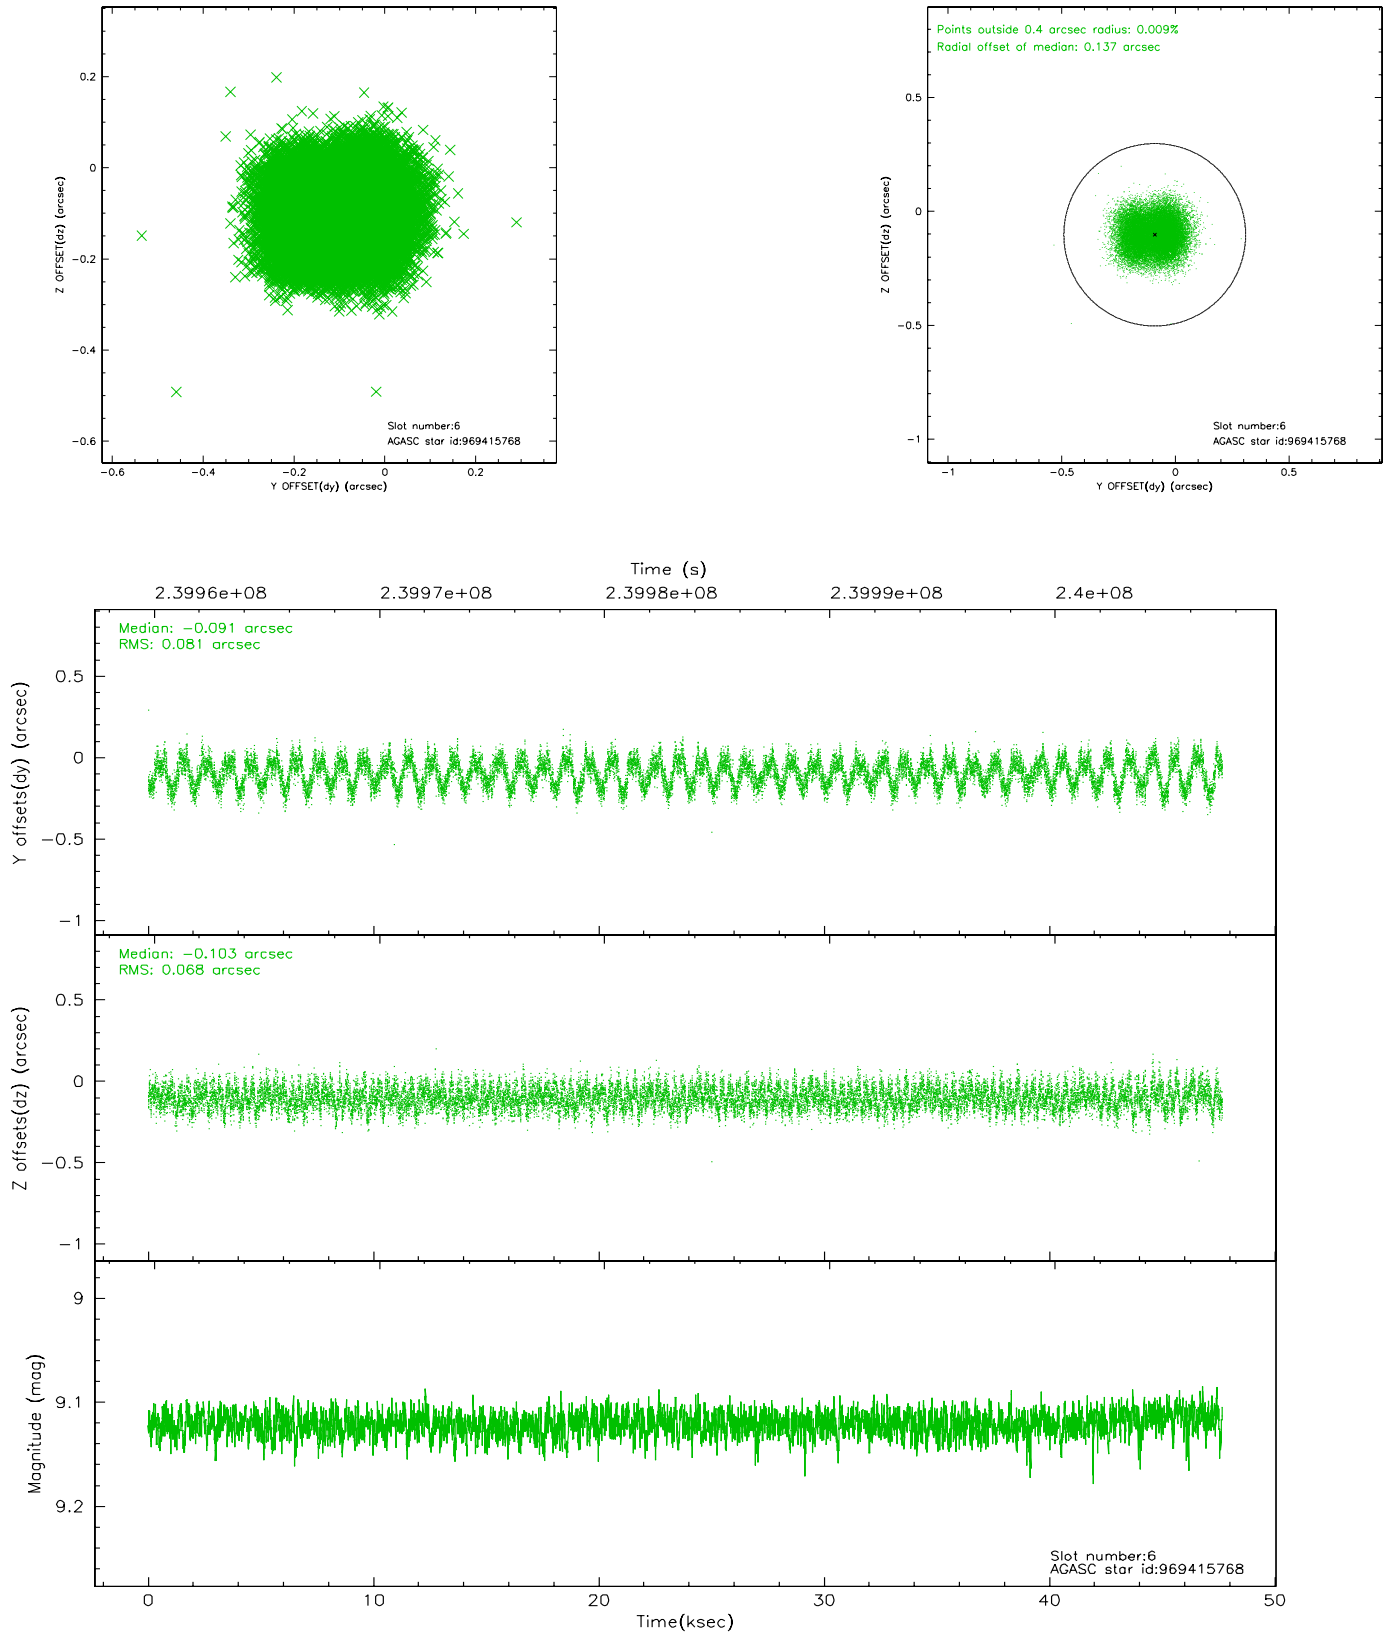 0.2
0
−0.2
−0.4
−0.6
Z OFFSET(dz) (arcsec)
Slot number:6
AGASC star id:969415768
−0.6 −0.4 −0.2 0 0.2
Y OFFSET(dy) (arcsec)
Points outside 0.4 arcsec radius: 0.009%
Radial offset of median: 0.137 arcsec
0.5
0
−0.5
−1
Z OFFSET(dz) (arcsec)
Slot number:6
AGASC star id:969415768
−1 −0.5 0 0.5
Y OFFSET(dy) (arcsec)
Time (s)
2.3996e+08 2.3997e+08 2.3998e+08 2.3999e+08 2.4e+08
Median: −0.091 arcsec
RMS: 0.081 arcsec
0.5
0
−0.5
−1
Y offsets(dy) (arcsec)
Median: −0.103 arcsec
RMS: 0.068 arcsec
0.5
0
−0.5
−1
Z offsets(dz) (arcsec)
9
9.1
9.2
Magnitude (mag)
Slot number:6
AGASC star id:969415768
0 10 20 30 40 50
Time(ksec)